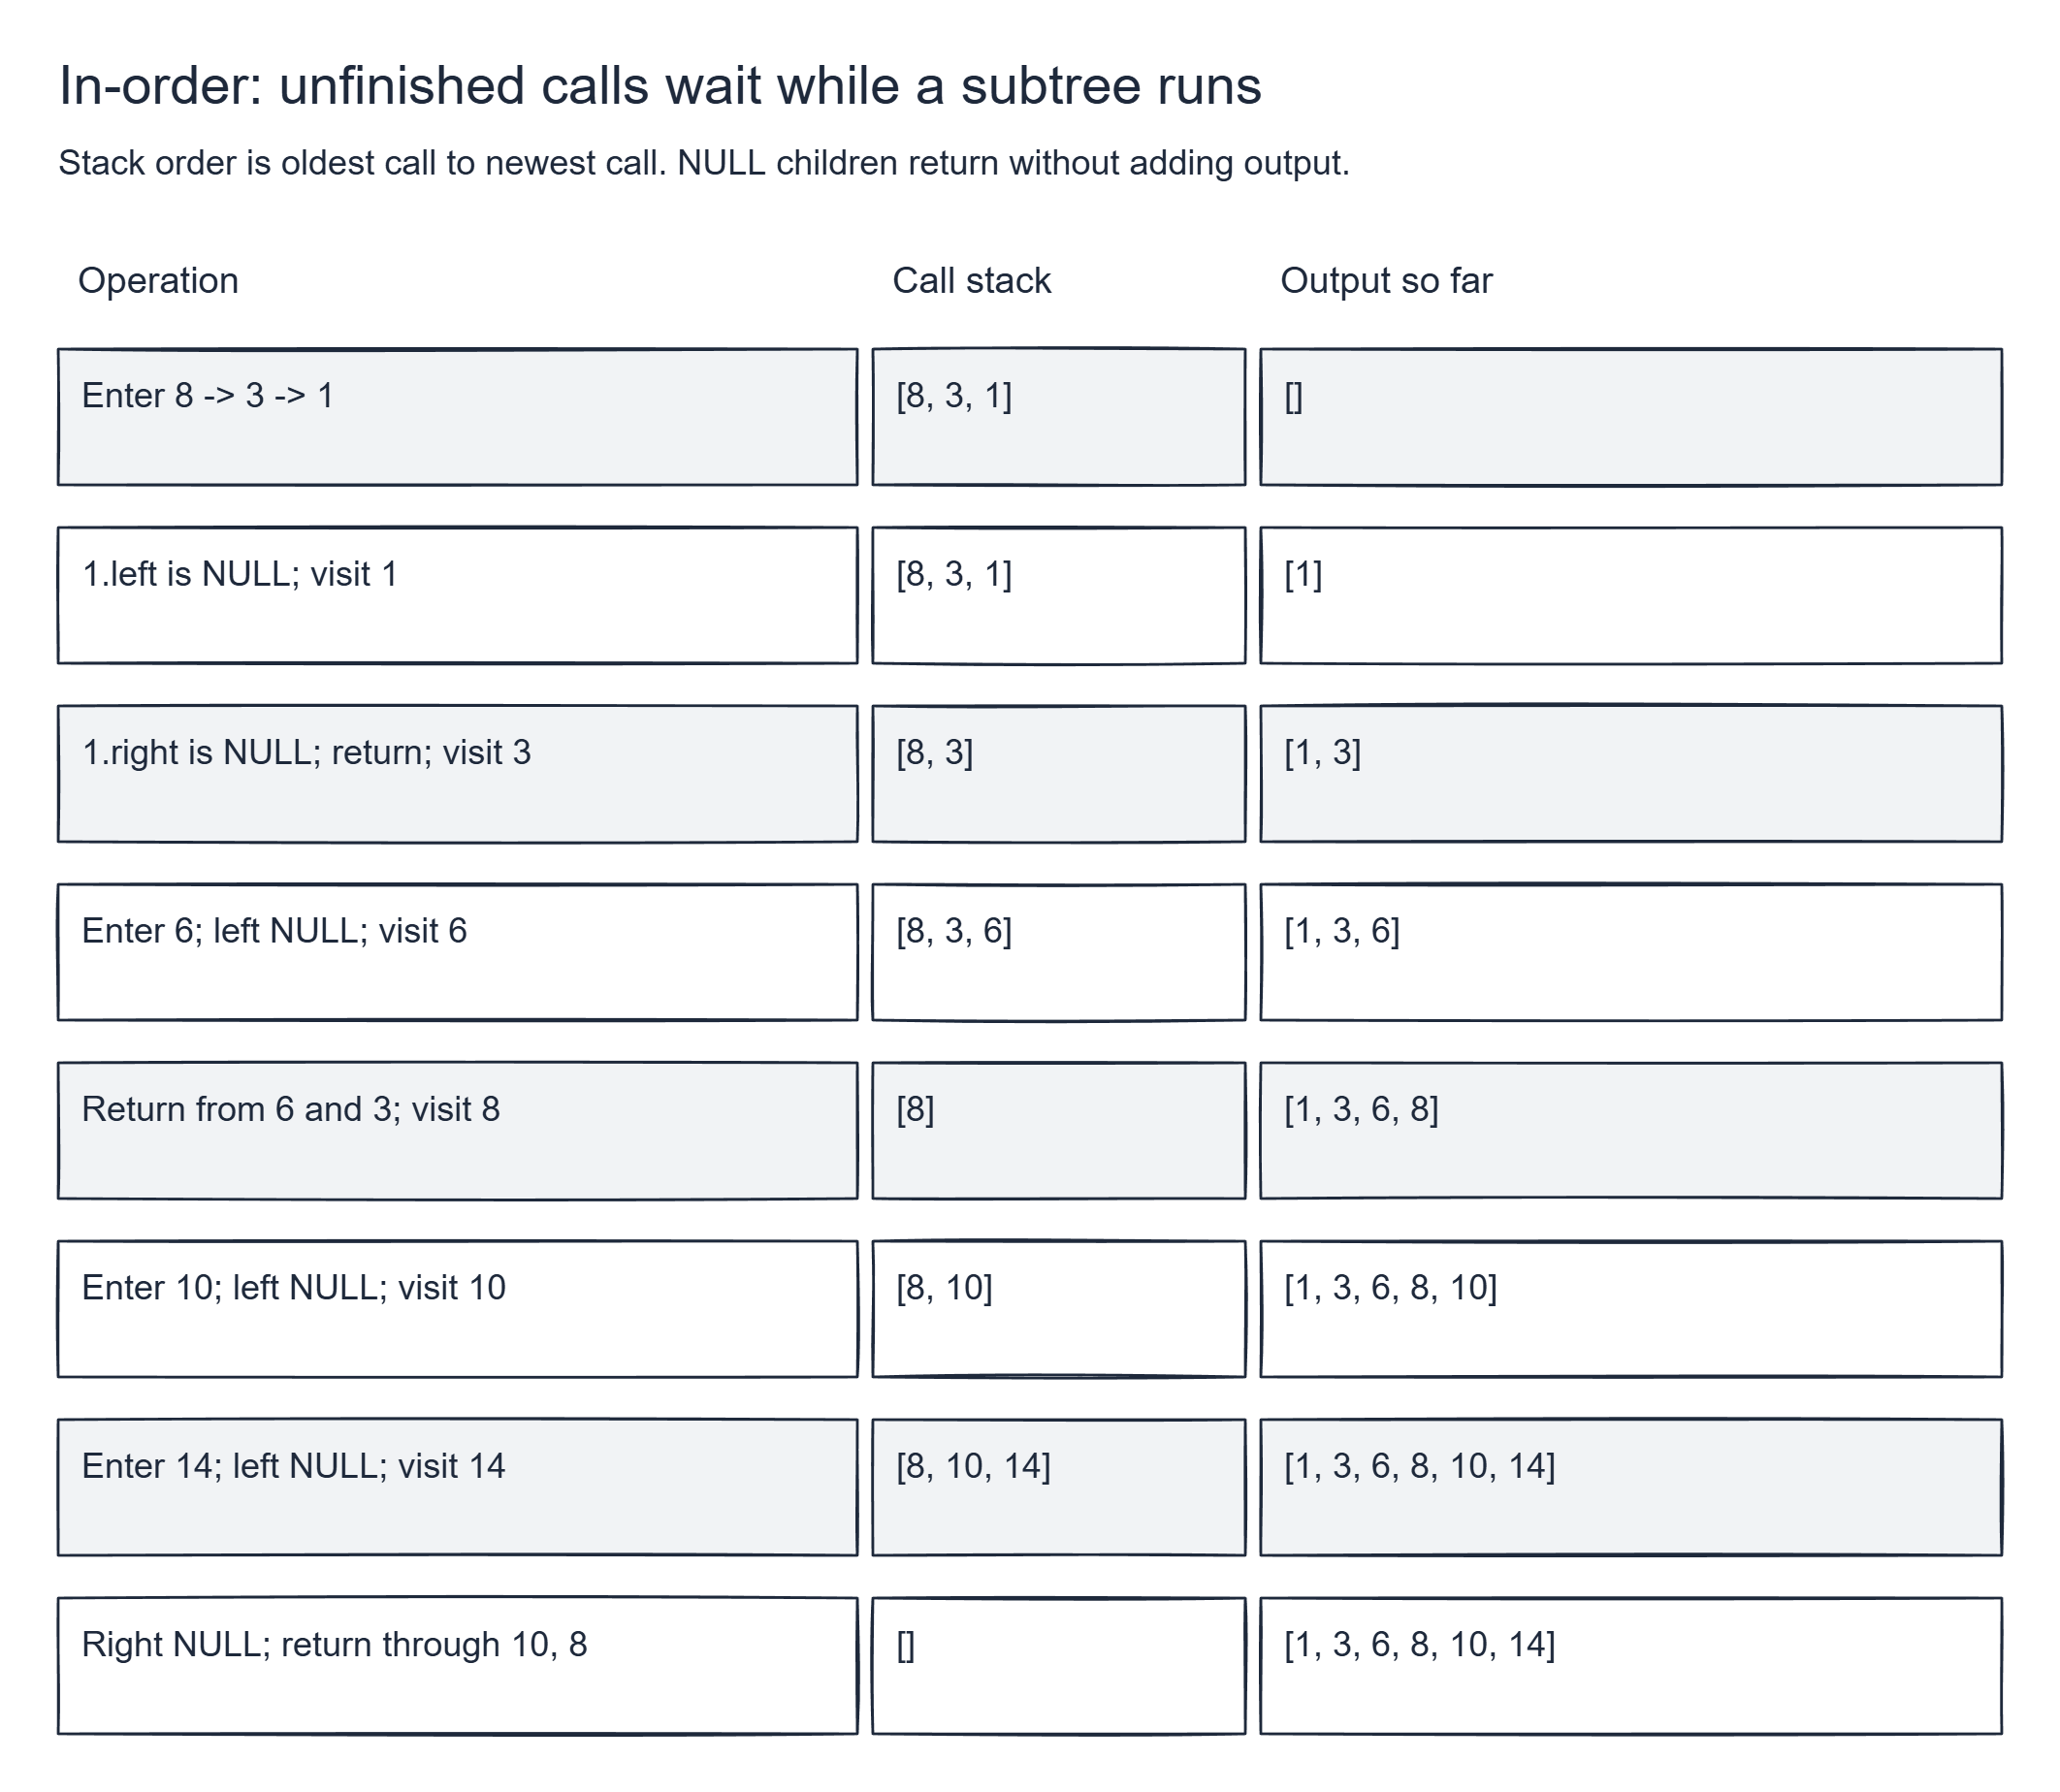 In-order: unfinished calls wait while a subtree runs
Stack order is oldest call to newest call. NULL children return without adding output.
Operation Call stack Output so far
Enter 8 -> 3 -> 1 [8, 3, 1] []
1.left is NULL; visit 1 [8, 3, 1] [1]
1.right is NULL; return; visit 3 [8, 3] [1, 3]
Enter 6; left NULL; visit 6 [8, 3, 6] [1, 3, 6]
Return from 6 and 3; visit 8 [8] [1, 3, 6, 8]
Enter 10; left NULL; visit 10 [8, 10] [1, 3, 6, 8, 10]
Enter 14; left NULL; visit 14 [8, 10, 14] [1, 3, 6, 8, 10, 14]
Right NULL; return through 10, 8 [] [1, 3, 6, 8, 10, 14]